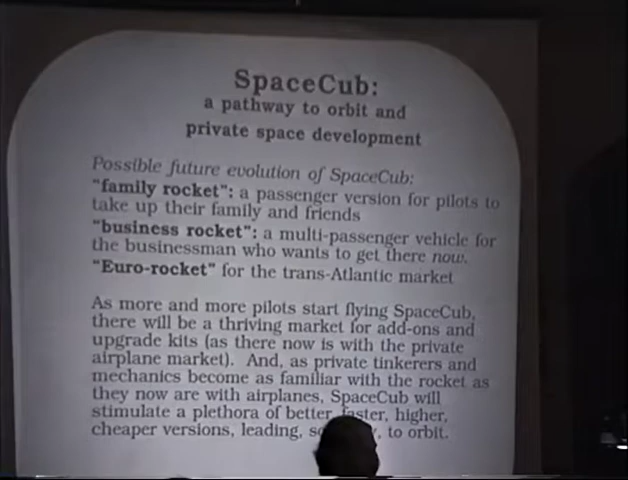 SpaceCub:
a pathway to orbit and
private space development
Possible future evolution of SpaceCub:
"family rocket": a passenger version for pilots to
take up their family and friends
"business rocket": a multi-passenger vehicle for
the businessman who wants to get there now.
"Euro-rocket" for the trans-Atlantic market
As more and more pilots start flying SpaceCub,
there will be a thriving market for add-ons and
upgrade kits (as there now is with the private
airplane market). And, as private tinkerers and
mechanics become as familiar with the rocket as
they now are with airplanes, SpaceCub will
stimulate a plethora of better, faster, higher,
cheaper versions, leading, to orbit.